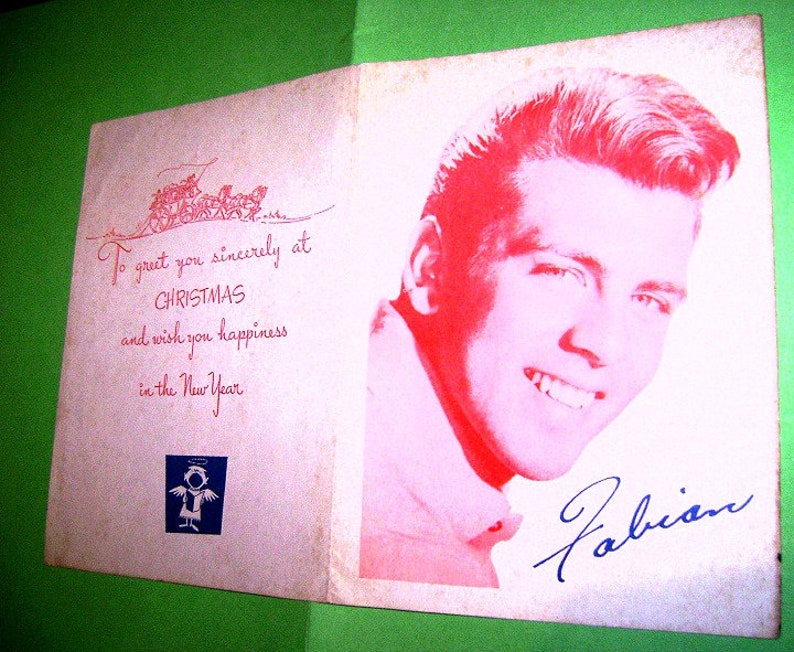 To greet you sincerely at
CHRISTMAS
and wish you happiness
in the New Year
Fabian